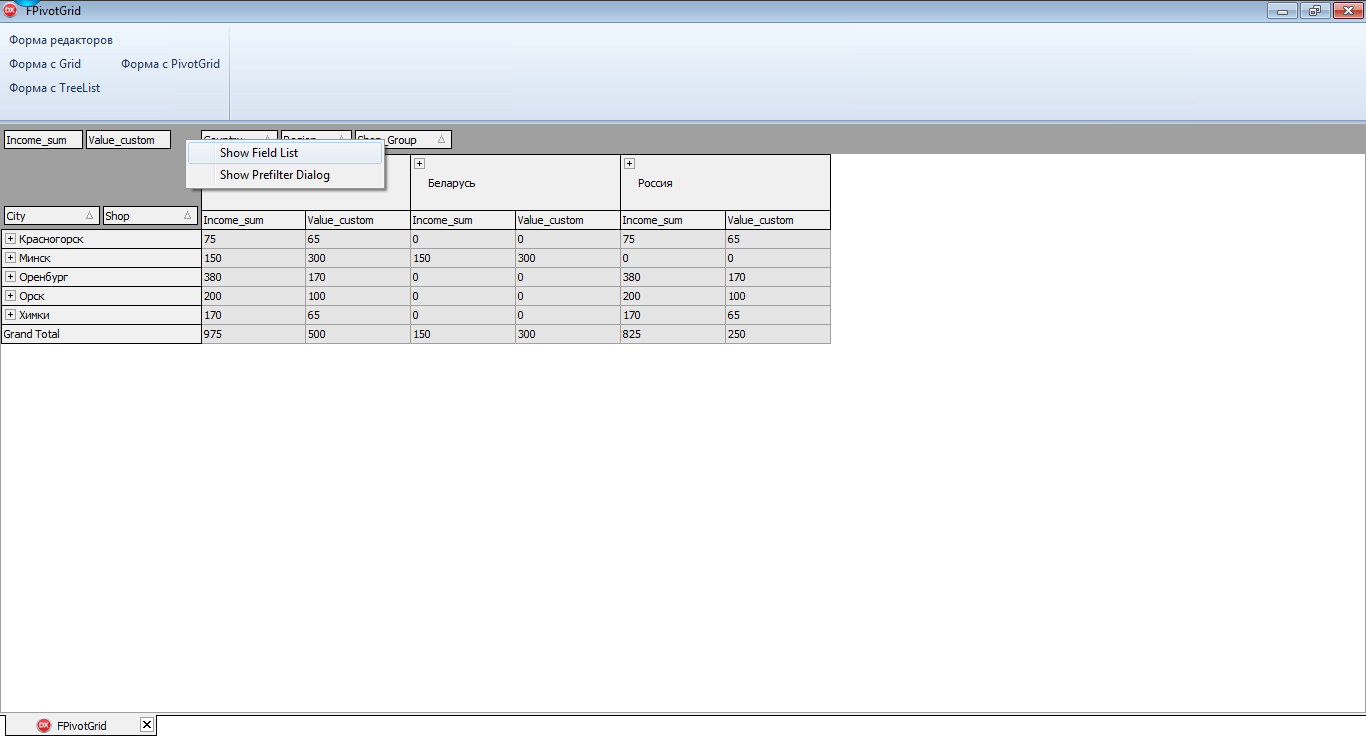 FPivotGrid
Форма редакторов
Форма с Grid Форма с PivotGrid
Форма с TreeList
Income_sum Value_custom Country Region Shop_Group
Show Field List
Show Prefilter Dialog
Беларусь Россия
City Shop Income_sum Value_custom Income_sum Value_custom Income_sum Value_custom
Красногорск 75 65 0 0 75 65
Минск 150 300 150 300 0 0
Оренбург 380 170 0 0 380 170
Орск 200 100 0 0 200 100
Химки 170 65 0 0 170 65
Grand Total 975 500 150 300 825 250
FPivotGrid